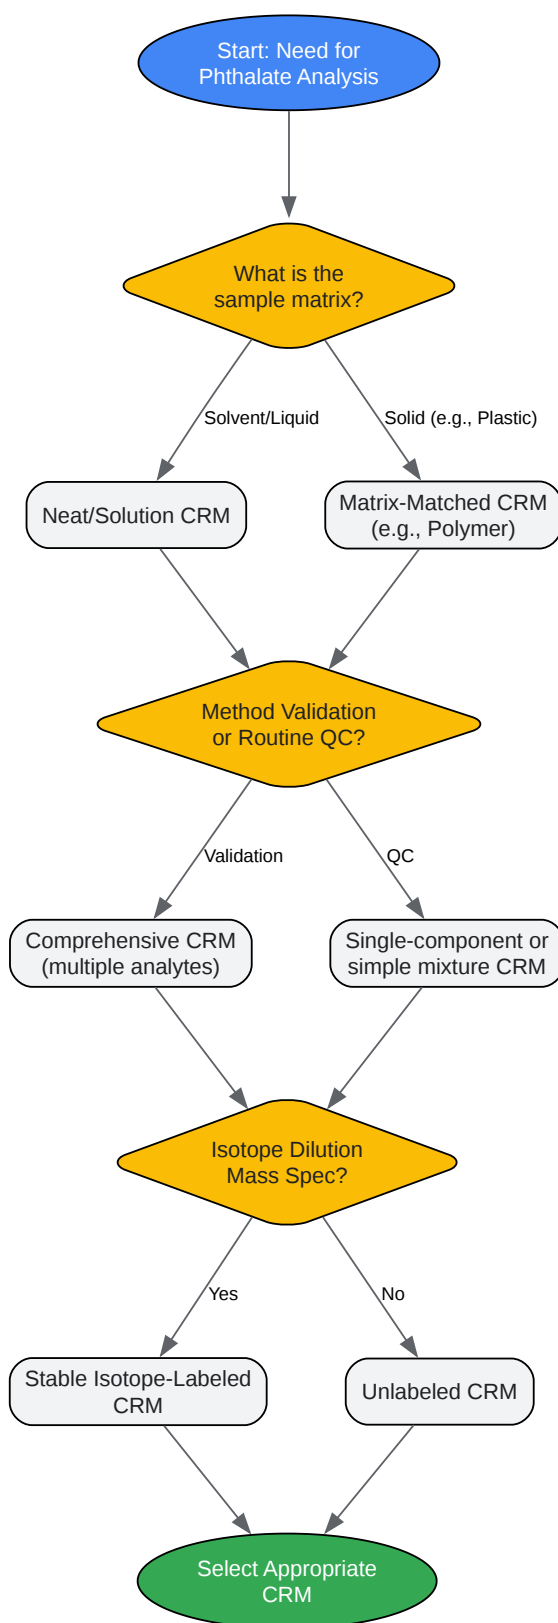 Start: Need for
Phthalate Analysis
What is the
sample matrix?
Solvent/Liquid
Solid (e.g., Plastic)
Neat/Solution CRM
Matrix-Matched CRM
(e.g., Polymer)
Method Validation
or Routine QC?
Validation
QC
Comprehensive CRM
(multiple analytes)
Single-component or
simple mixture CRM
Isotope Dilution
Mass Spec?
Yes
No
Stable Isotope-Labeled
CRM
Unlabeled CRM
Select Appropriate
CRM